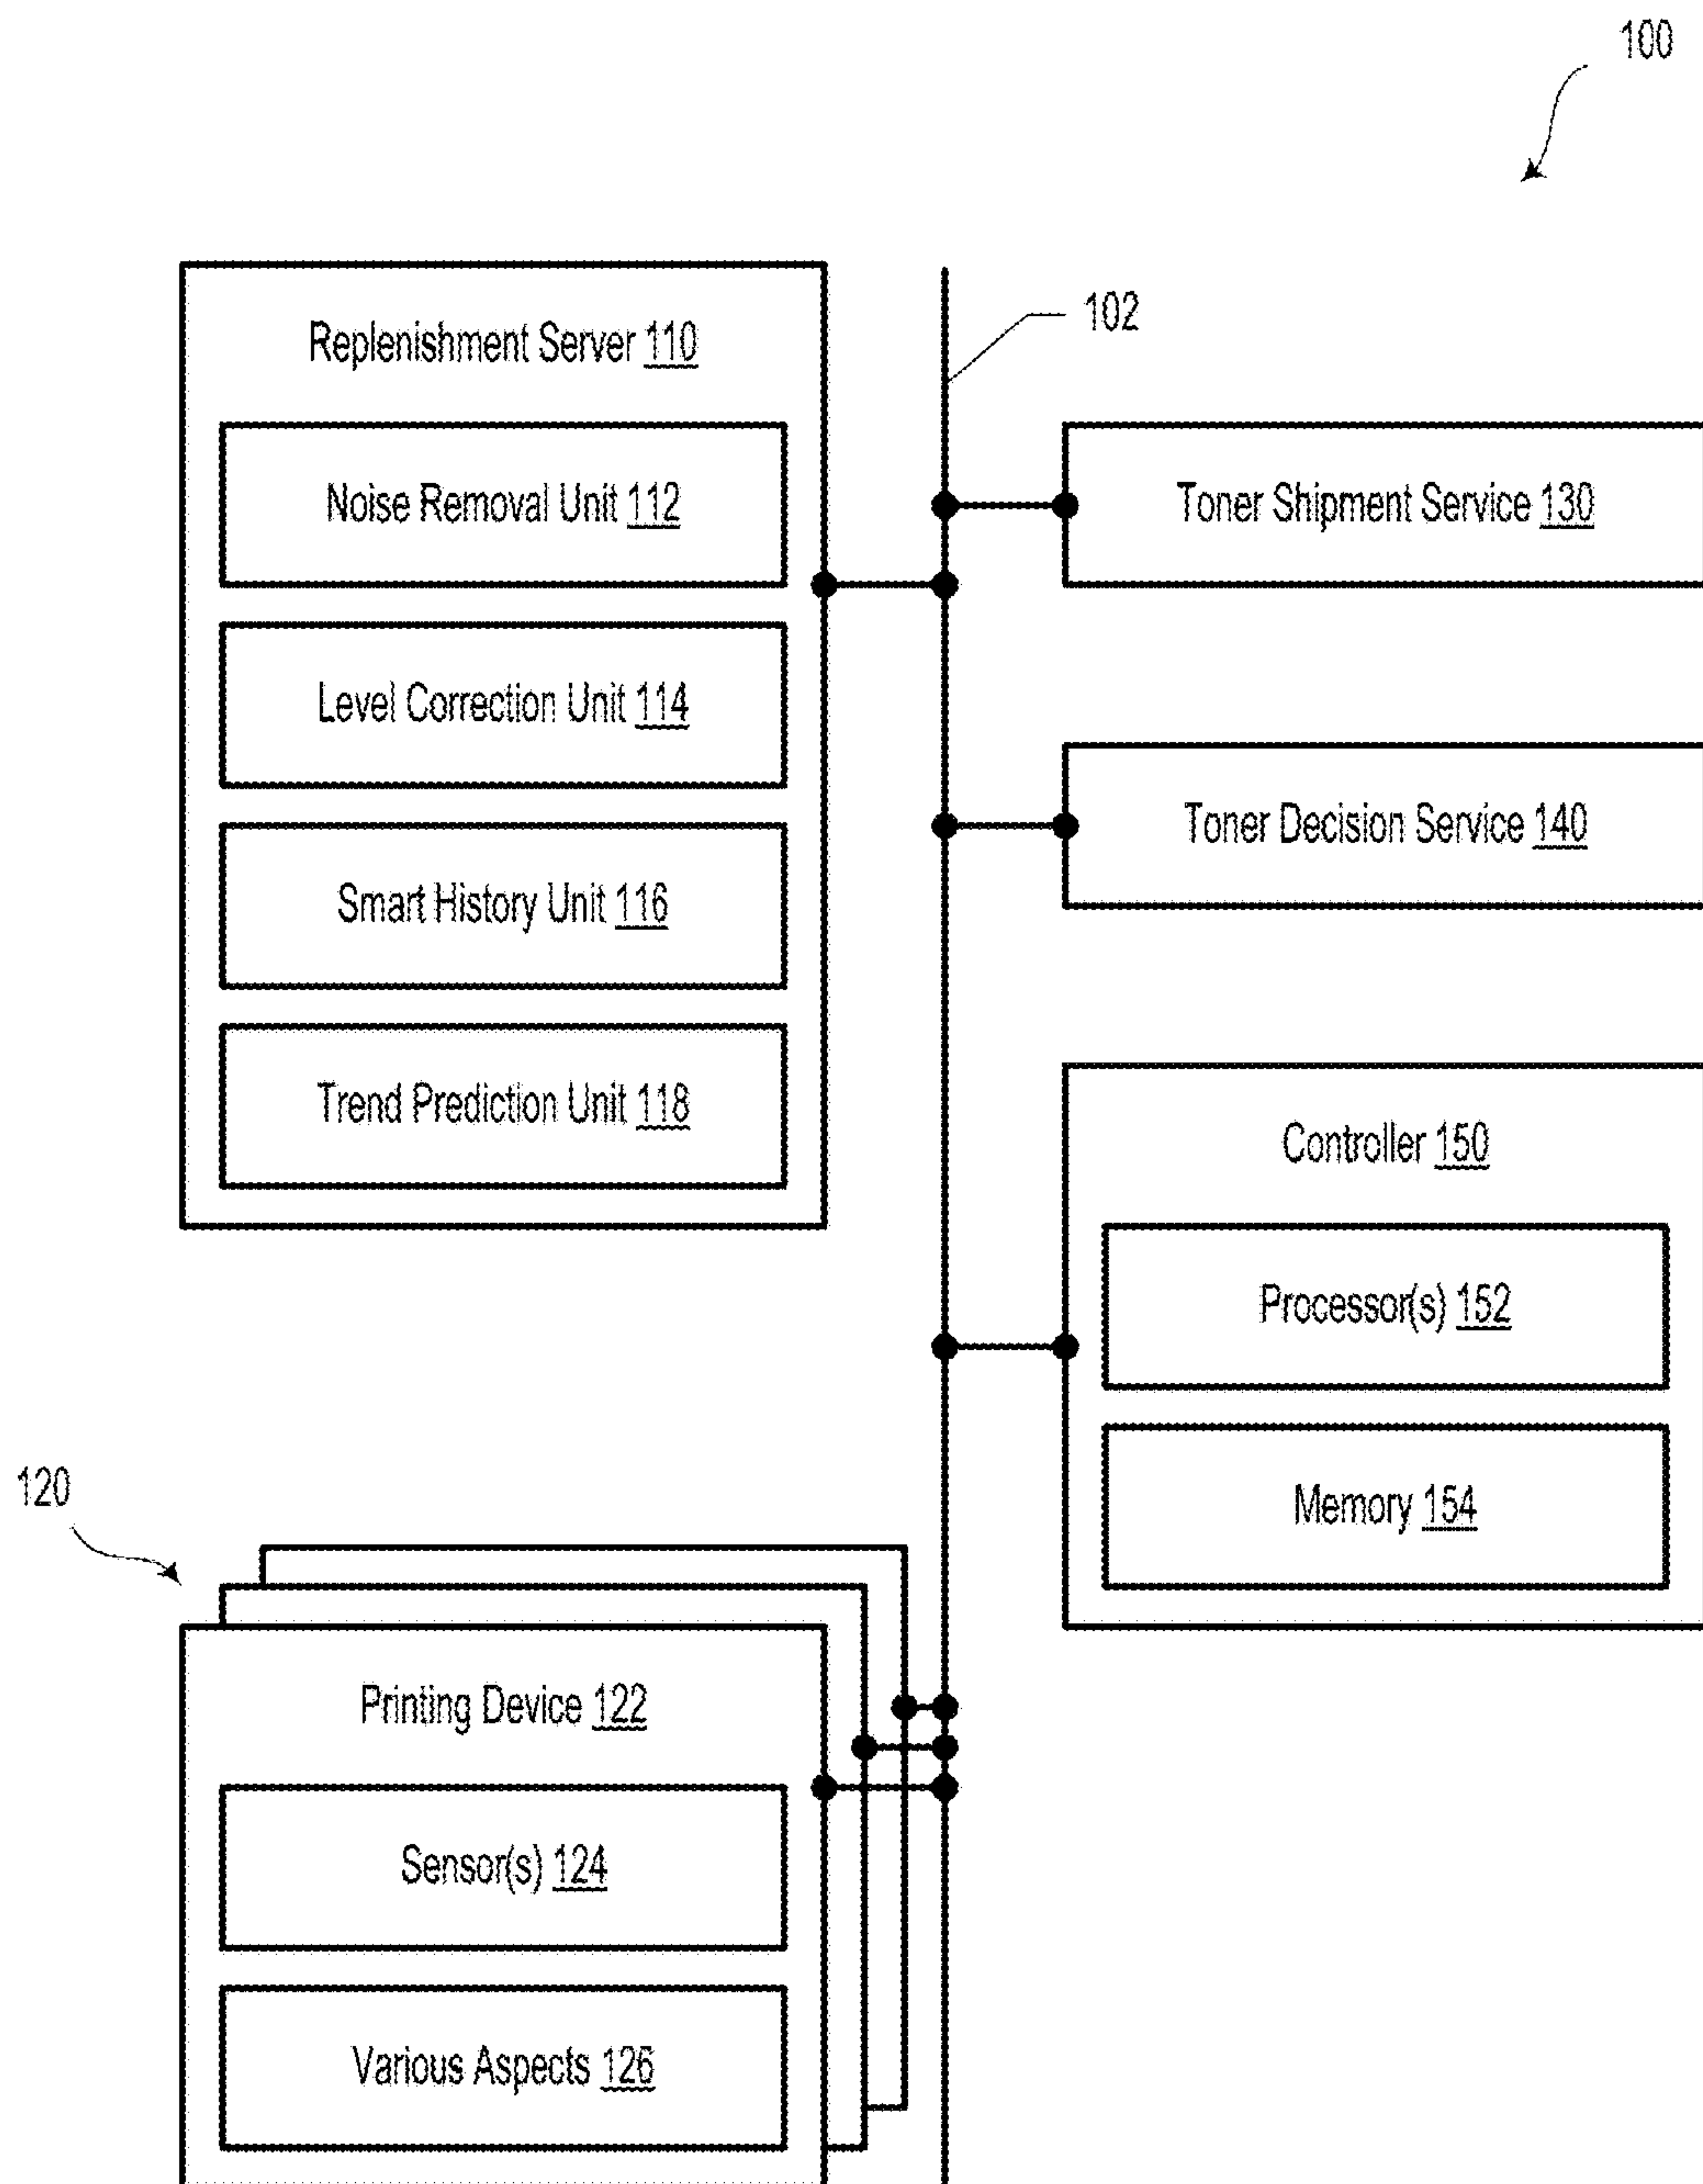 100
102
Replenishment Server 110
Noise Removal Unit 112
Level Correction Unit 114
Smart History Unit 116
Trend Prediction Unit 118
Toner Shipment Service 130
Toner Decision Service 140
Controller 150
Processor(s) 152
Memory 154
120
Printing Device 122
Sensor(s) 124
Various Aspects 126